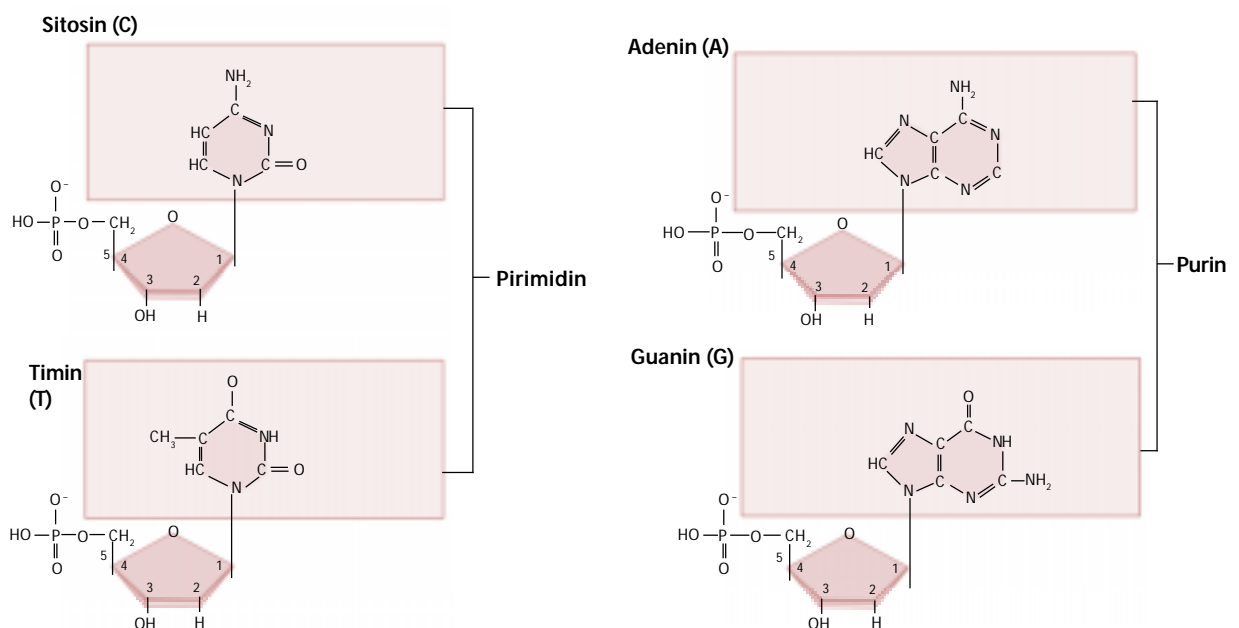 Sitosin (C)
NH2
C
HC
N
HC
C
O
N
O−
HO
P
O
CH2
O
O
5
4
1
3
2
OH
H
Pirimidin
Timin
(T)
O
C
CH3
C
NH
HC
C
O
N
O−
HO
P
O
CH2
O
O
5
4
1
3
2
OH
H
Adenin (A)
NH2
N
C
C
N
HC
C
C
N
N
O−
HO
P
O
CH2
O
O
5
4
1
3
2
OH
H
Purin
Guanin (G)
O
N
C
C
NH
HC
C
C
NH2
N
N
O−
HO
P
O
CH2
O
O
5
4
1
3
2
OH
H